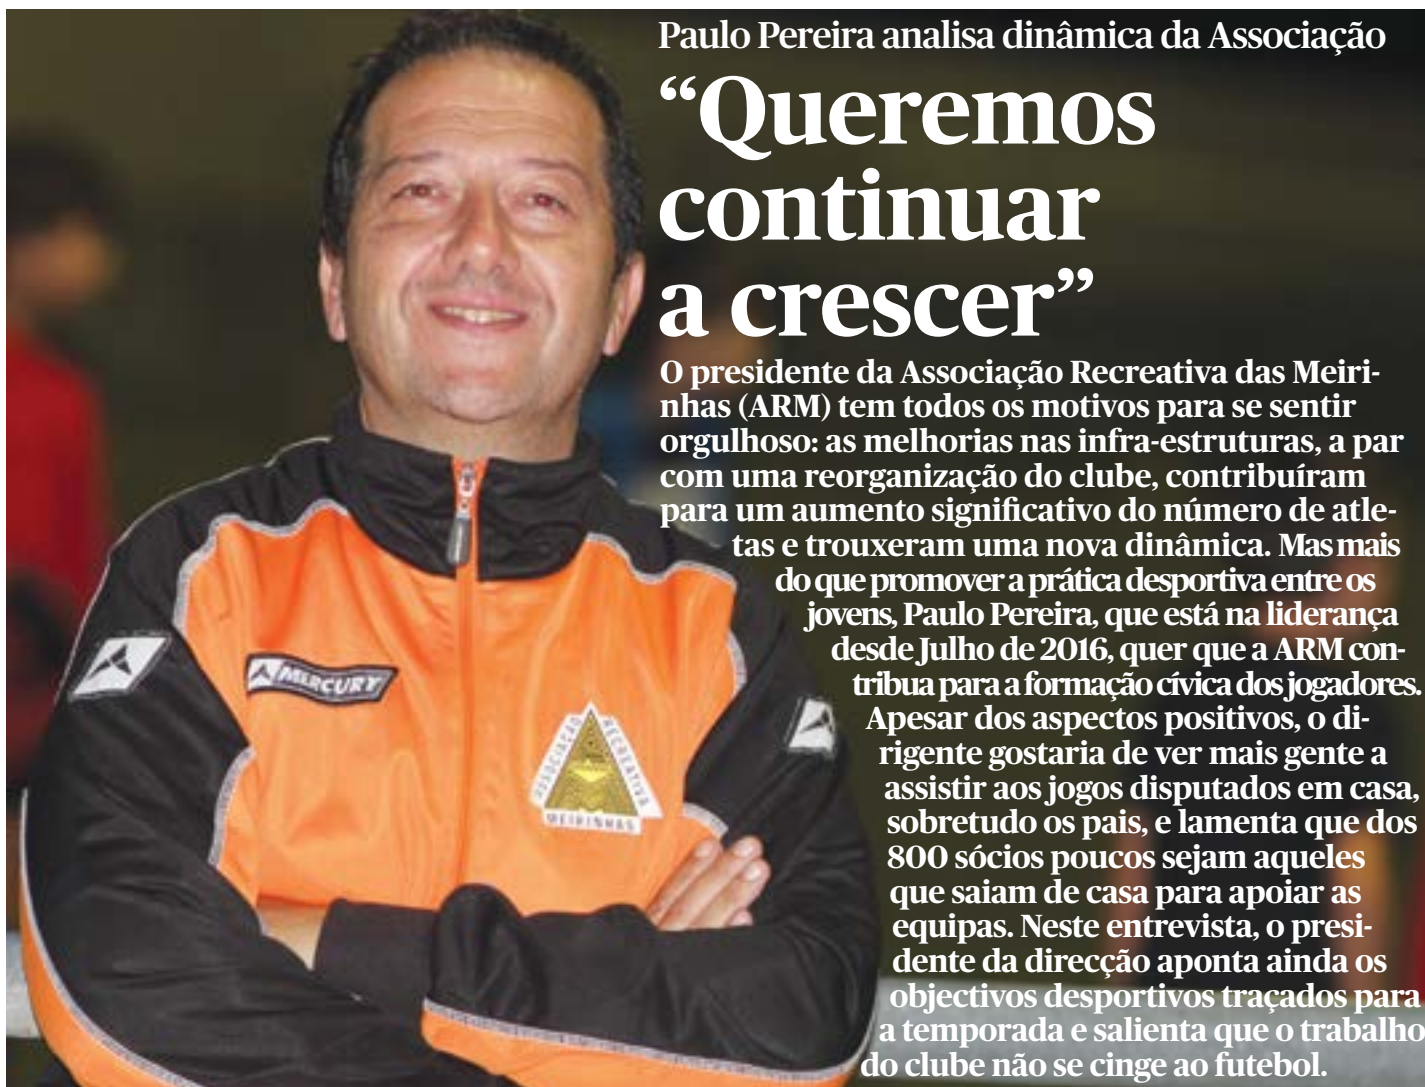 Paulo Pereira analisa dinâmica da Associação
“Queremos
continuar
a crescer”
O presidente da Associação Recreativa das Meiri-
nhas (ARM) tem todos os motivos para se sentir
orgulhoso: as melhorias nas infra-estruturas, a par
com uma reorganização do clube, contribuíram
para um aumento significativo do número de atle-
tas e trouxeram uma nova dinâmica. Mas mais
do que promover a prática desportiva entre os
jovens, Paulo Pereira, que está na liderança
desde Julho de 2016, quer que a ARM con-
tribua para a formação cívica dos jogadores.
Apesar dos aspectos positivos, o di-
rigente gostaria de ver mais gente a
assistir aos jogos disputados em casa,
sobretudo os pais, e lamenta que dos
800 sócios poucos sejam aqueles
que saiam de casa para apoiar as
equipas. Neste entrevista, o presi-
dente da direcção aponta ainda os
objectivos desportivos traçados para
a temporada e salienta que o trabalho
do clube não se cinge ao futebol.
MERCURY
ASSOCIAÇÃO
RECREATIVA
MEIRINHAS